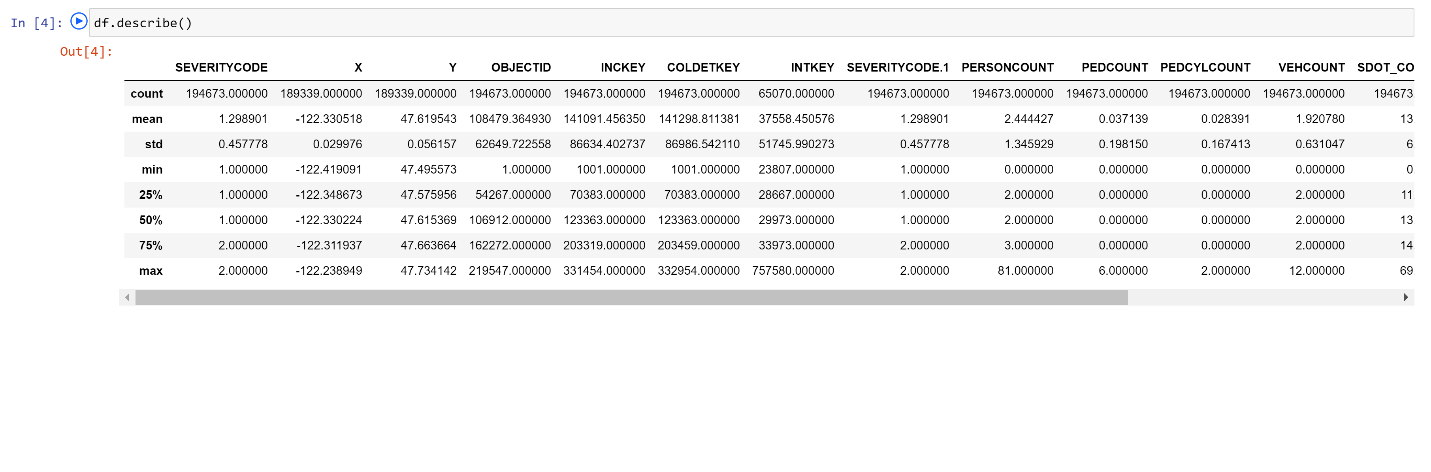 In [4]: df.describe()
Out[4]:
SEVERITYCODE X Y OBJECTID INCKEY COLDETKEY INTKEY SEVERITYCODE.1 PERSONCOUNT PEDCOUNT PEDCYLCOUNT VEHCOUNT SDOT_CO
count 194673.000000 189339.000000 189339.000000 194673.000000 194673.000000 194673.000000 65070.000000 194673.000000 194673.000000 194673.000000 194673.000000 194673.000000 194673
mean 1.298901 -122.330518 47.619543 108479.364930 141091.456350 141298.811381 37558.450576 1.298901 2.444427 0.037139 0.028391 1.920780 13
std 0.457778 0.029976 0.056157 62649.722558 86634.402737 86986.542110 51745.990273 0.457778 1.345929 0.198150 0.167413 0.631047 6
min 1.000000 -122.419091 47.495573 1.000000 1001.000000 1001.000000 23807.000000 1.000000 0.000000 0.000000 0.000000 0.000000 0
25% 1.000000 -122.348673 47.575956 54267.000000 70383.000000 70383.000000 28667.000000 1.000000 2.000000 0.000000 0.000000 2.000000 11
50% 1.000000 -122.330224 47.615369 106912.000000 123363.000000 123363.000000 29973.000000 1.000000 2.000000 0.000000 0.000000 2.000000 13
75% 2.000000 -122.311937 47.663664 162272.000000 203319.000000 203459.000000 33973.000000 2.000000 3.000000 0.000000 0.000000 2.000000 14
max 2.000000 -122.238949 47.734142 219547.000000 331454.000000 332954.000000 757580.000000 2.000000 81.000000 6.000000 2.000000 12.000000 69